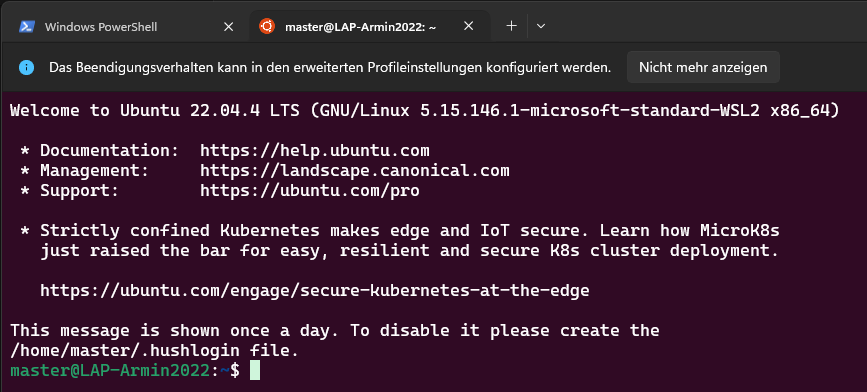 Windows PowerShell
master@LAP-Armin2022: ~
Das Beendigungsverhalten kann in den erweiterten Profileinstellungen konfiguriert werden.
Nicht mehr anzeigen
Welcome to Ubuntu 22.04.4 LTS (GNU/Linux 5.15.146.1-microsoft-standard-WSL2 x86_64)
* Documentation:  https://help.ubuntu.com
* Management:     https://landscape.canonical.com
* Support:        https://ubuntu.com/pro
* Strictly confined Kubernetes makes edge and IoT secure. Learn how MicroK8s
just raised the bar for easy, resilient and secure K8s cluster deployment.
https://ubuntu.com/engage/secure-kubernetes-at-the-edge
This message is shown once a day. To disable it please create the
/home/master/.hushlogin file.
master@LAP-Armin2022:~$